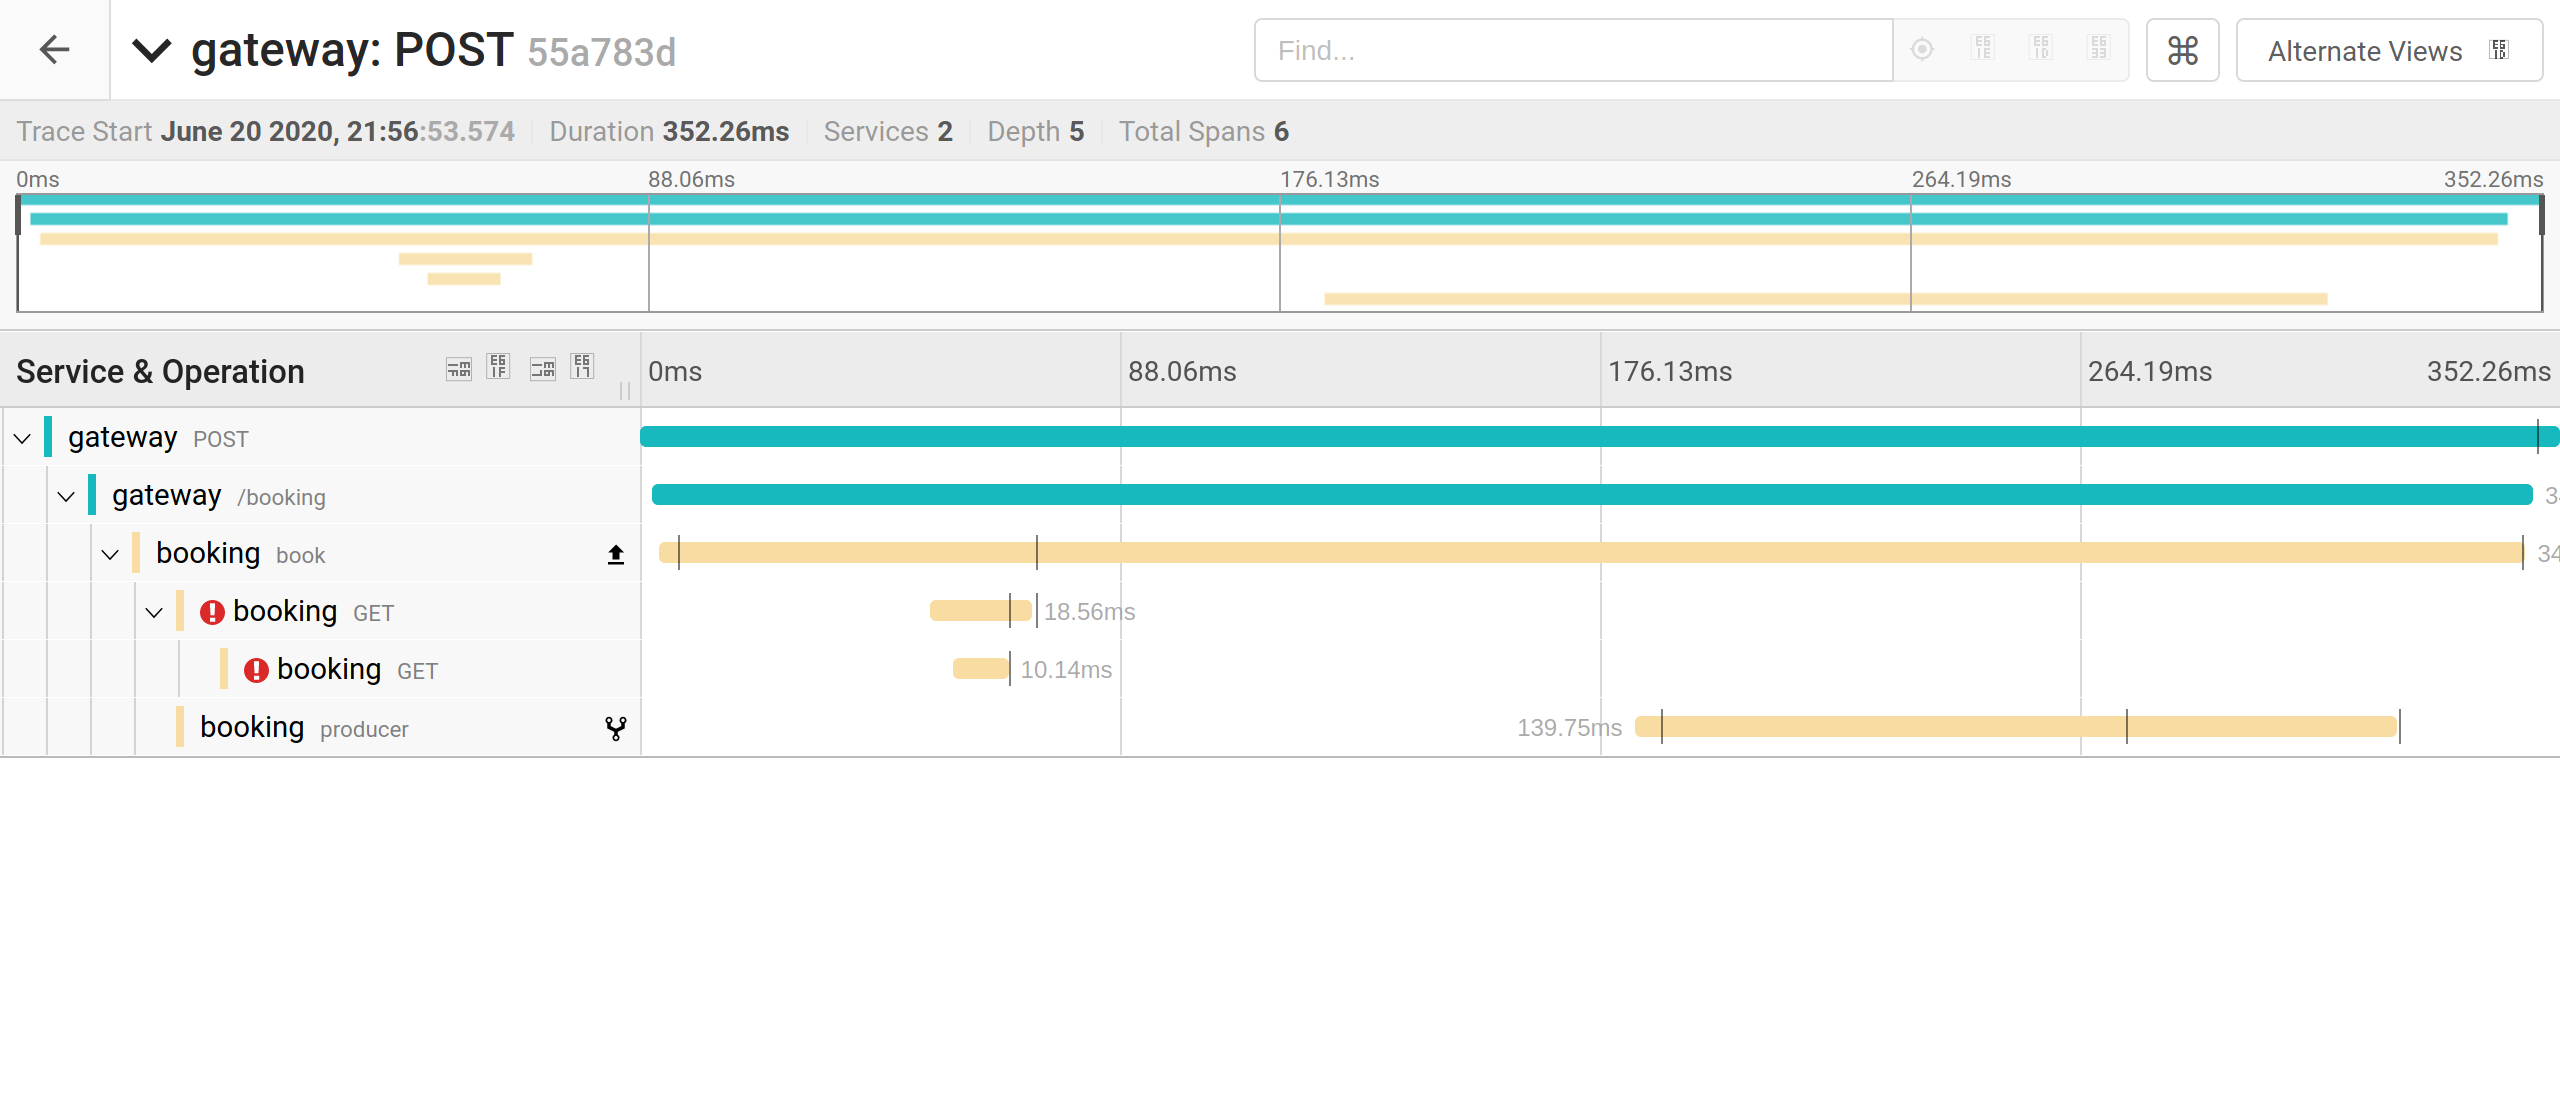 gateway: POST 55a783d
Find...
Alternate Views
Trace Start June 20 2020, 21:56:53.574 Duration 352.26ms Services 2 Depth 5 Total Spans 6
0ms 88.06ms 176.13ms 264.19ms 352.26ms
Service & Operation
0ms 88.06ms 176.13ms 264.19ms 352.26ms
gateway POST
gateway /booking
booking book
booking GET 18.56ms
booking GET 10.14ms
booking producer 139.75ms